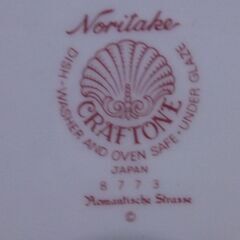 Noritake
CRAFTONE
DISH-WASHER AND OVEN SAFE · UNDER GLAZE
JAPAN
8773
Romantische Strasse
©